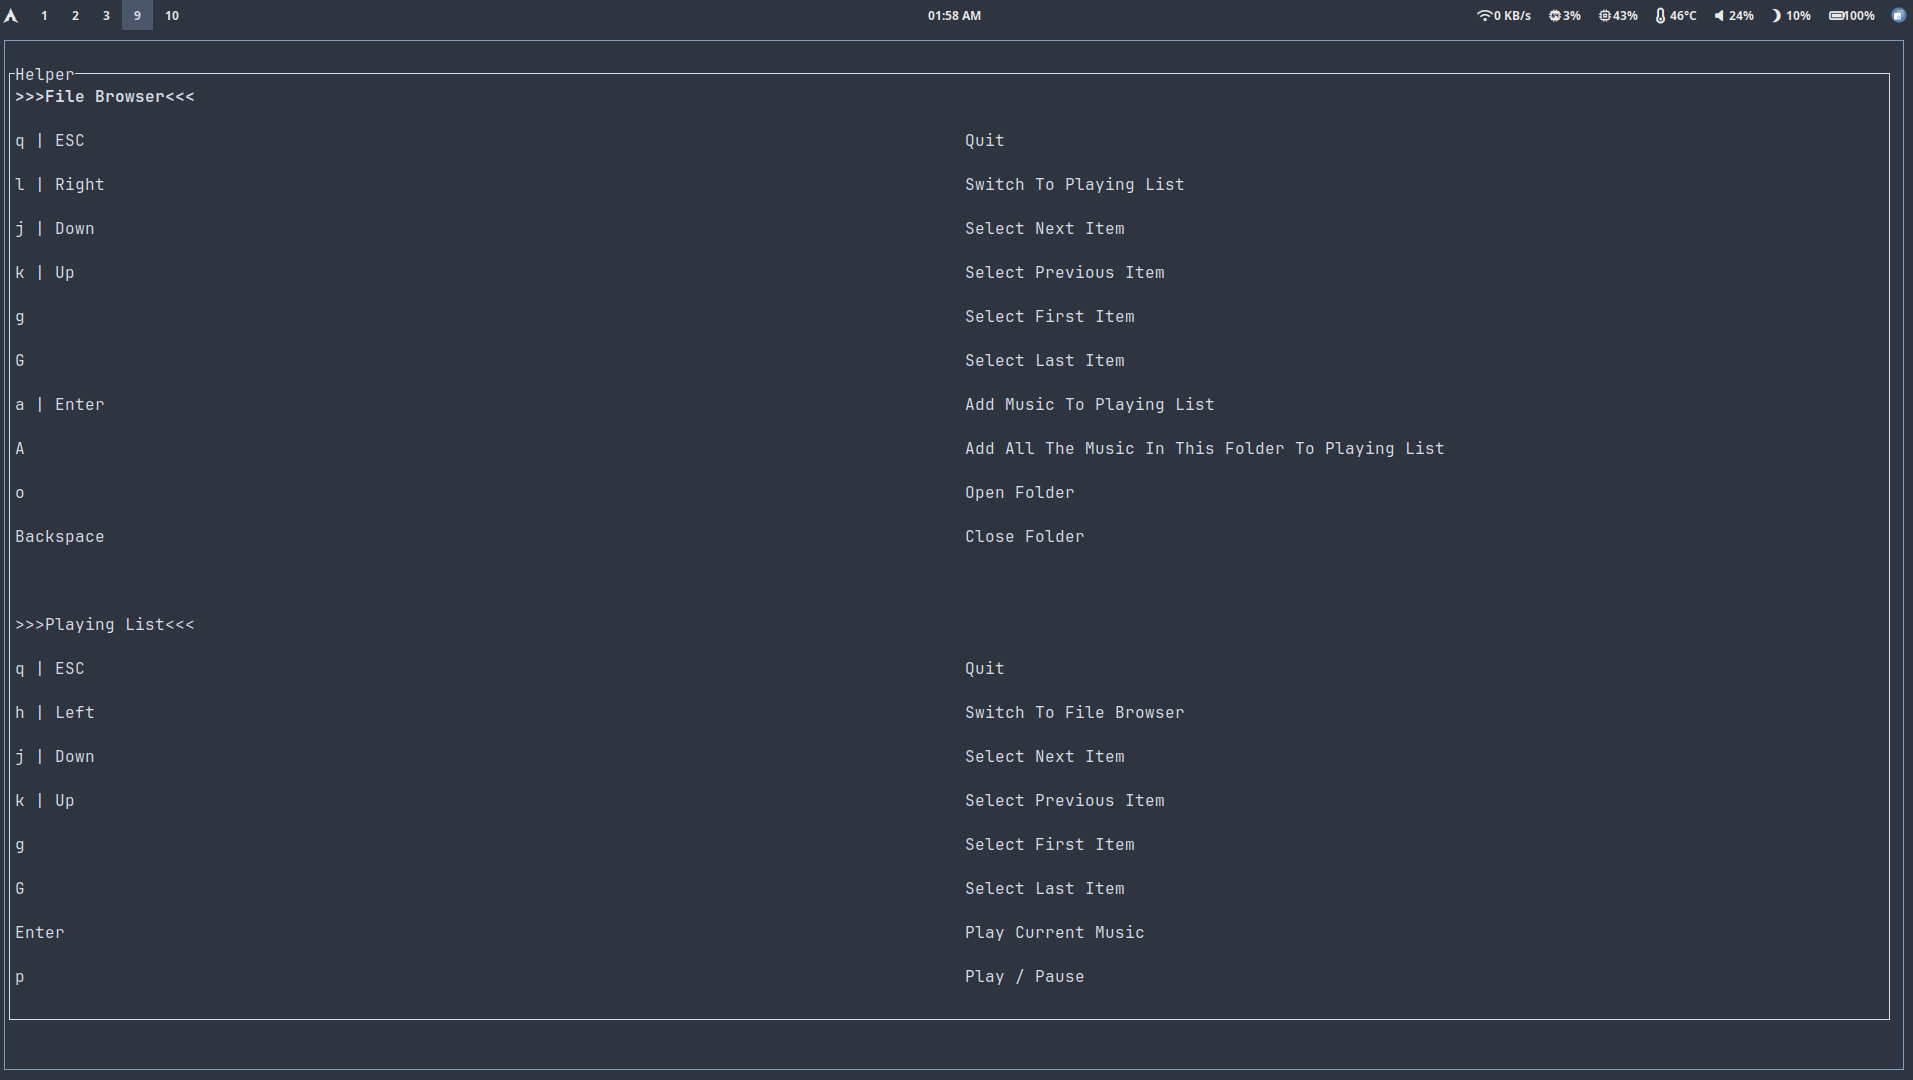 1 2 3 9 10 01:58 AM 0 KB/s 3% 43% 46°C 24% 10% 100%
Helper
>>>File Browser<<<
q | ESC Quit
l | Right Switch To Playing List
j | Down Select Next Item
k | Up Select Previous Item
g Select First Item
G Select Last Item
a | Enter Add Music To Playing List
A Add All The Music In This Folder To Playing List
o Open Folder
Backspace Close Folder
>>>Playing List<<<
q | ESC Quit
h | Left Switch To File Browser
j | Down Select Next Item
k | Up Select Previous Item
g Select First Item
G Select Last Item
Enter Play Current Music
p Play / Pause